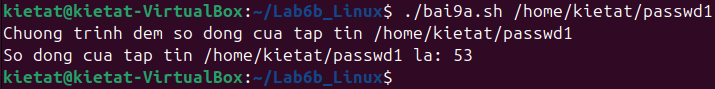 kietat@kietat-VirtualBox:~/Lab6b_Linux$ ./bai9a.sh /home/kietat/passwd1
Chuong trinh dem so dong cua tap tin /home/kietat/passwd1
So dong cua tap tin /home/kietat/passwd1 la: 53
kietat@kietat-VirtualBox:~/Lab6b_Linux$